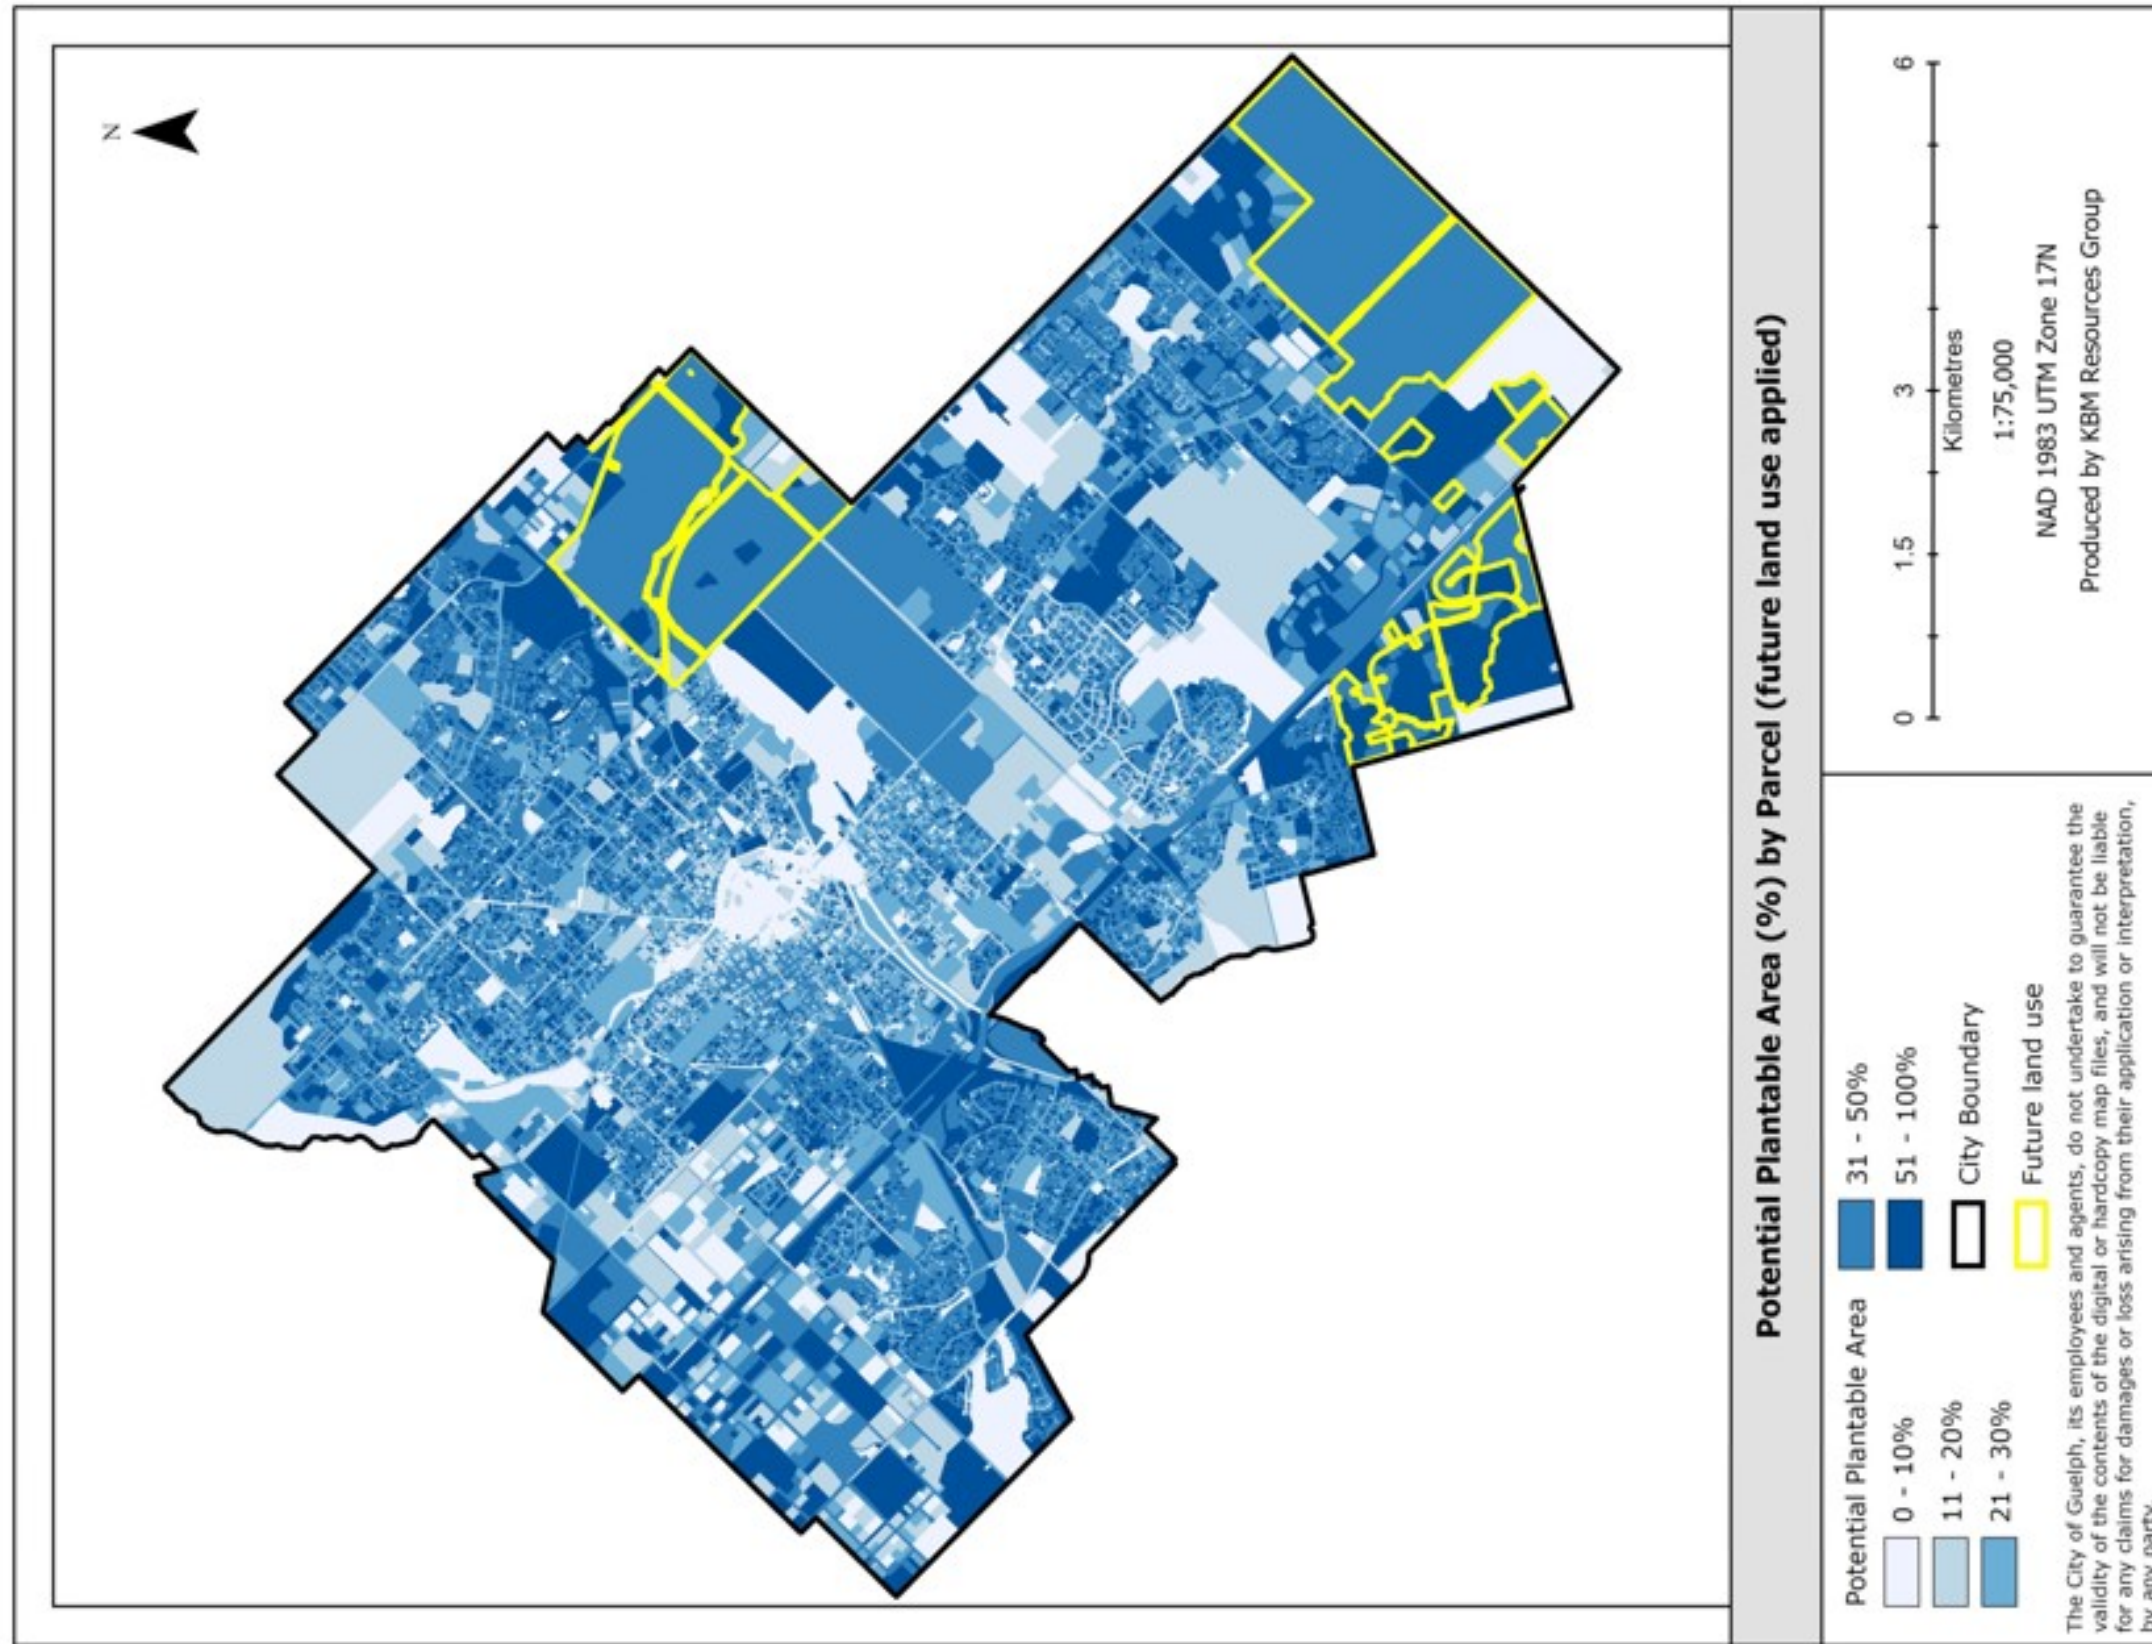 N
Potential Plantable Area (%) by Parcel (future land use applied)
Potential Plantable Area
0 - 10%
11 - 20%
21 - 30%
31 - 50%
51 - 100%
City Boundary
Future land use
The City of Guelph, its employees and agents, do not undertake to guarantee the
validity of the contents of the digital or hardcopy map files, and will not be liable
for any claims for damages or loss arising from their application or interpretation,
by any party.
0 1.5 3 6
Kilometres
1:75,000
NAD 1983 UTM Zone 17N
Produced by KBM Resources Group